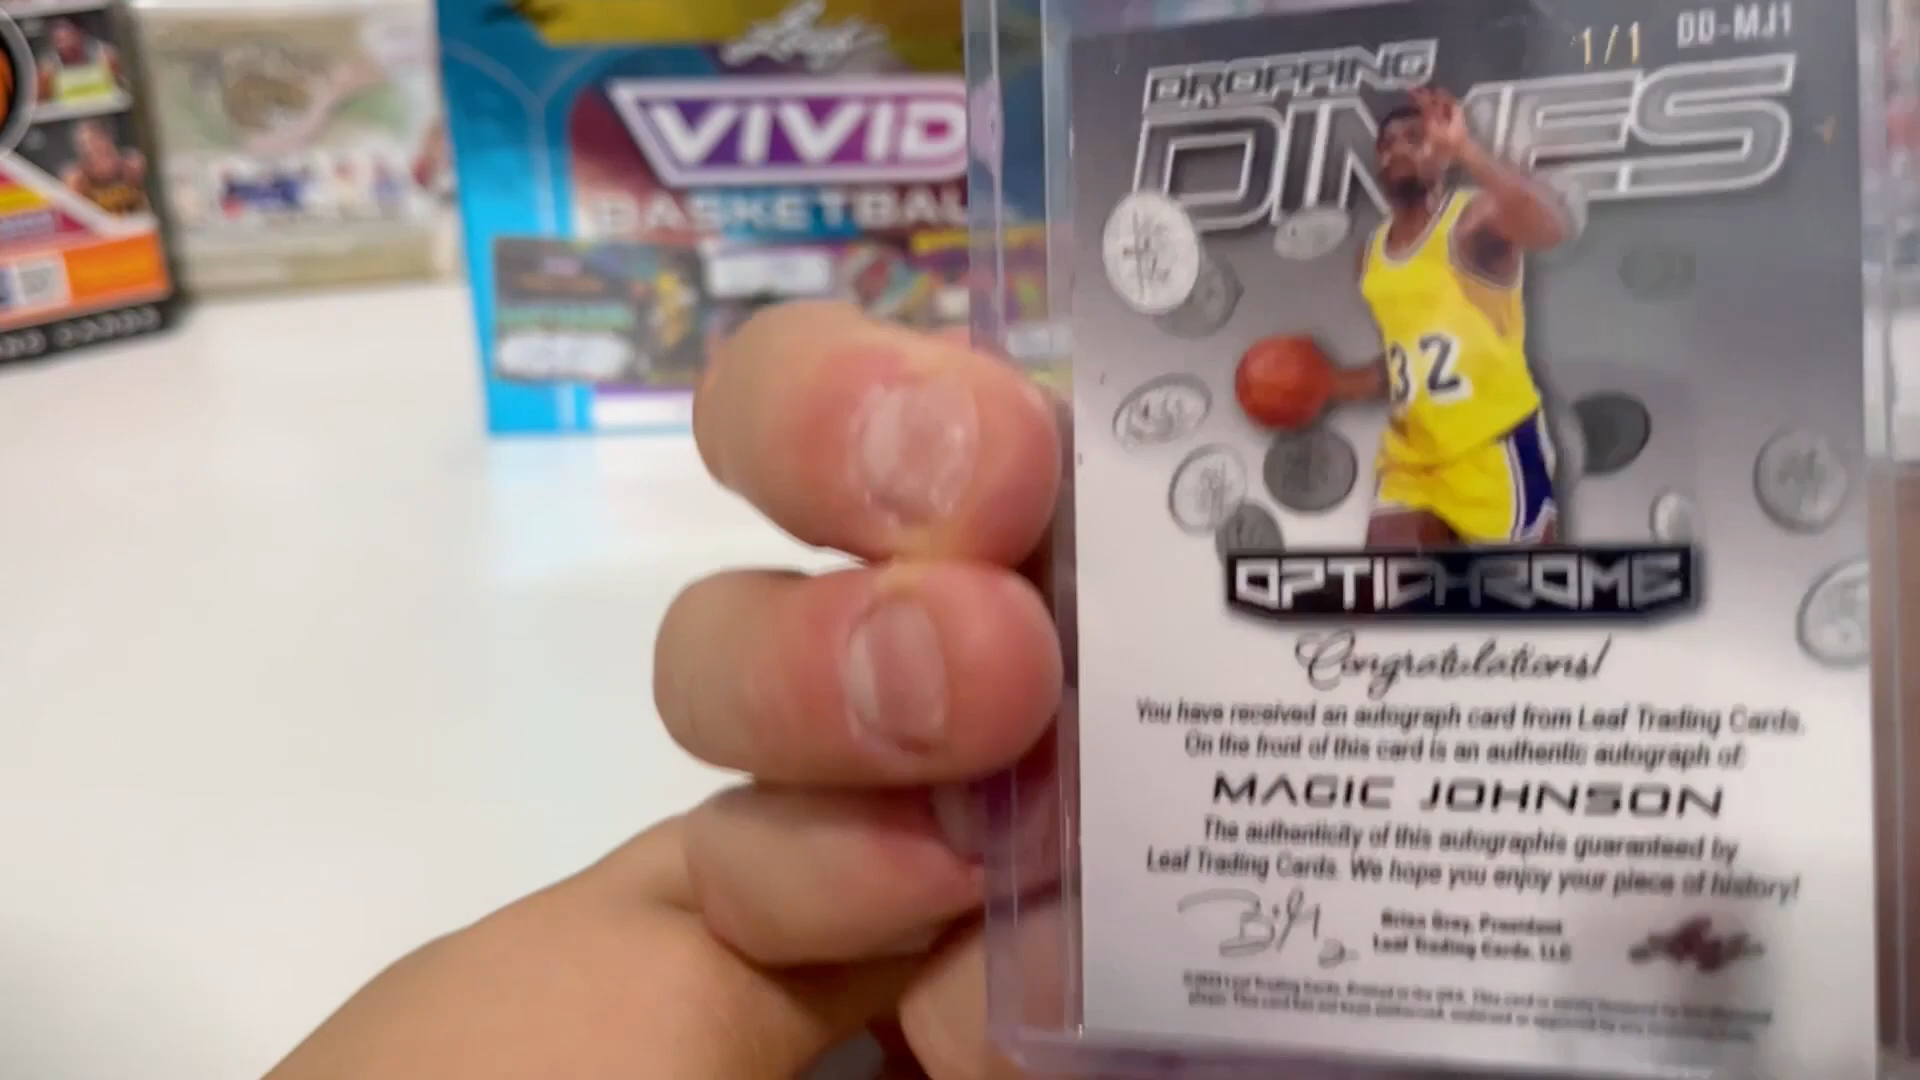 Leaf
VIVID
BASKETBALL
1/1 DD-MJ1
DROPPING
DIMES
32
OPTICHROME
Congratulations!
You have received an autograph card from Leaf Trading Cards.
On the front of this card is an authentic autograph of:
MAGIC JOHNSON
The authenticity of this autographis guaranteed by
Leaf Trading Cards. We hope you enjoy your piece of history!
Brian Gray, President
Leaf Trading Cards, LLC
Leaf